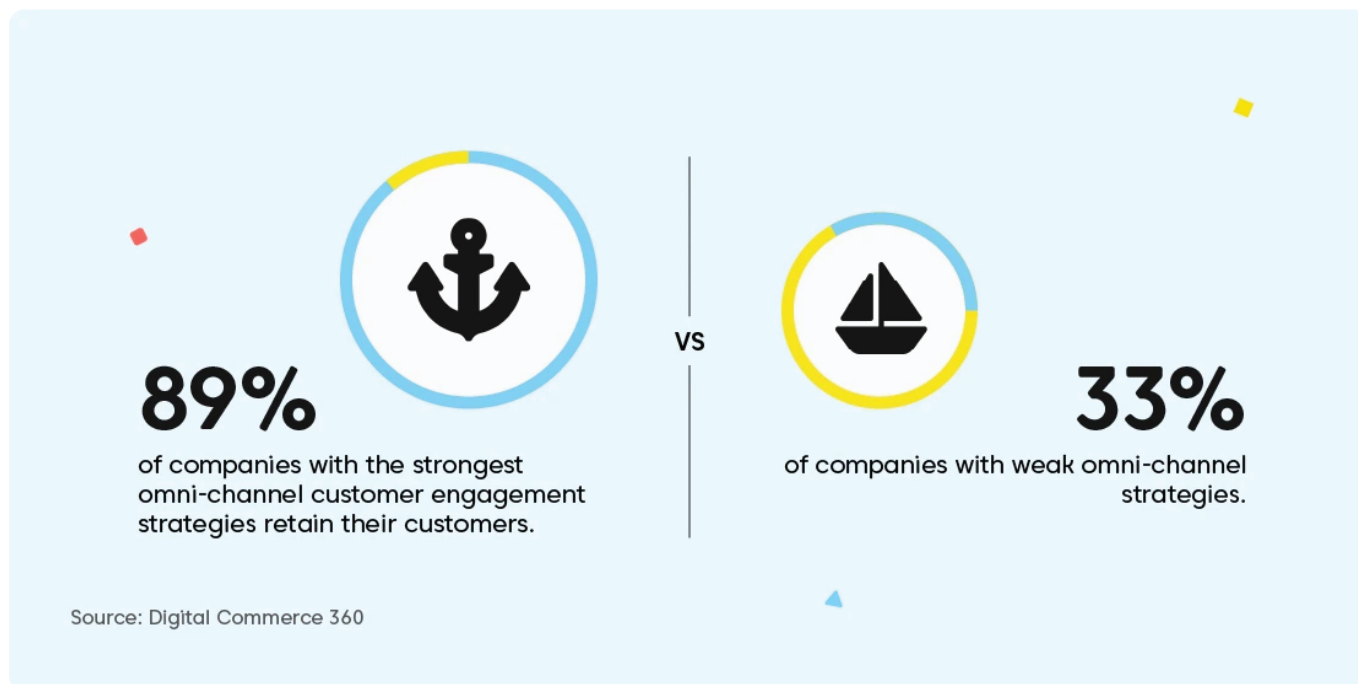 89%
of companies with the strongest
omni-channel customer engagement
strategies retain their customers.
VS
33%
of companies with weak omni-channel
strategies.
Source: Digital Commerce 360